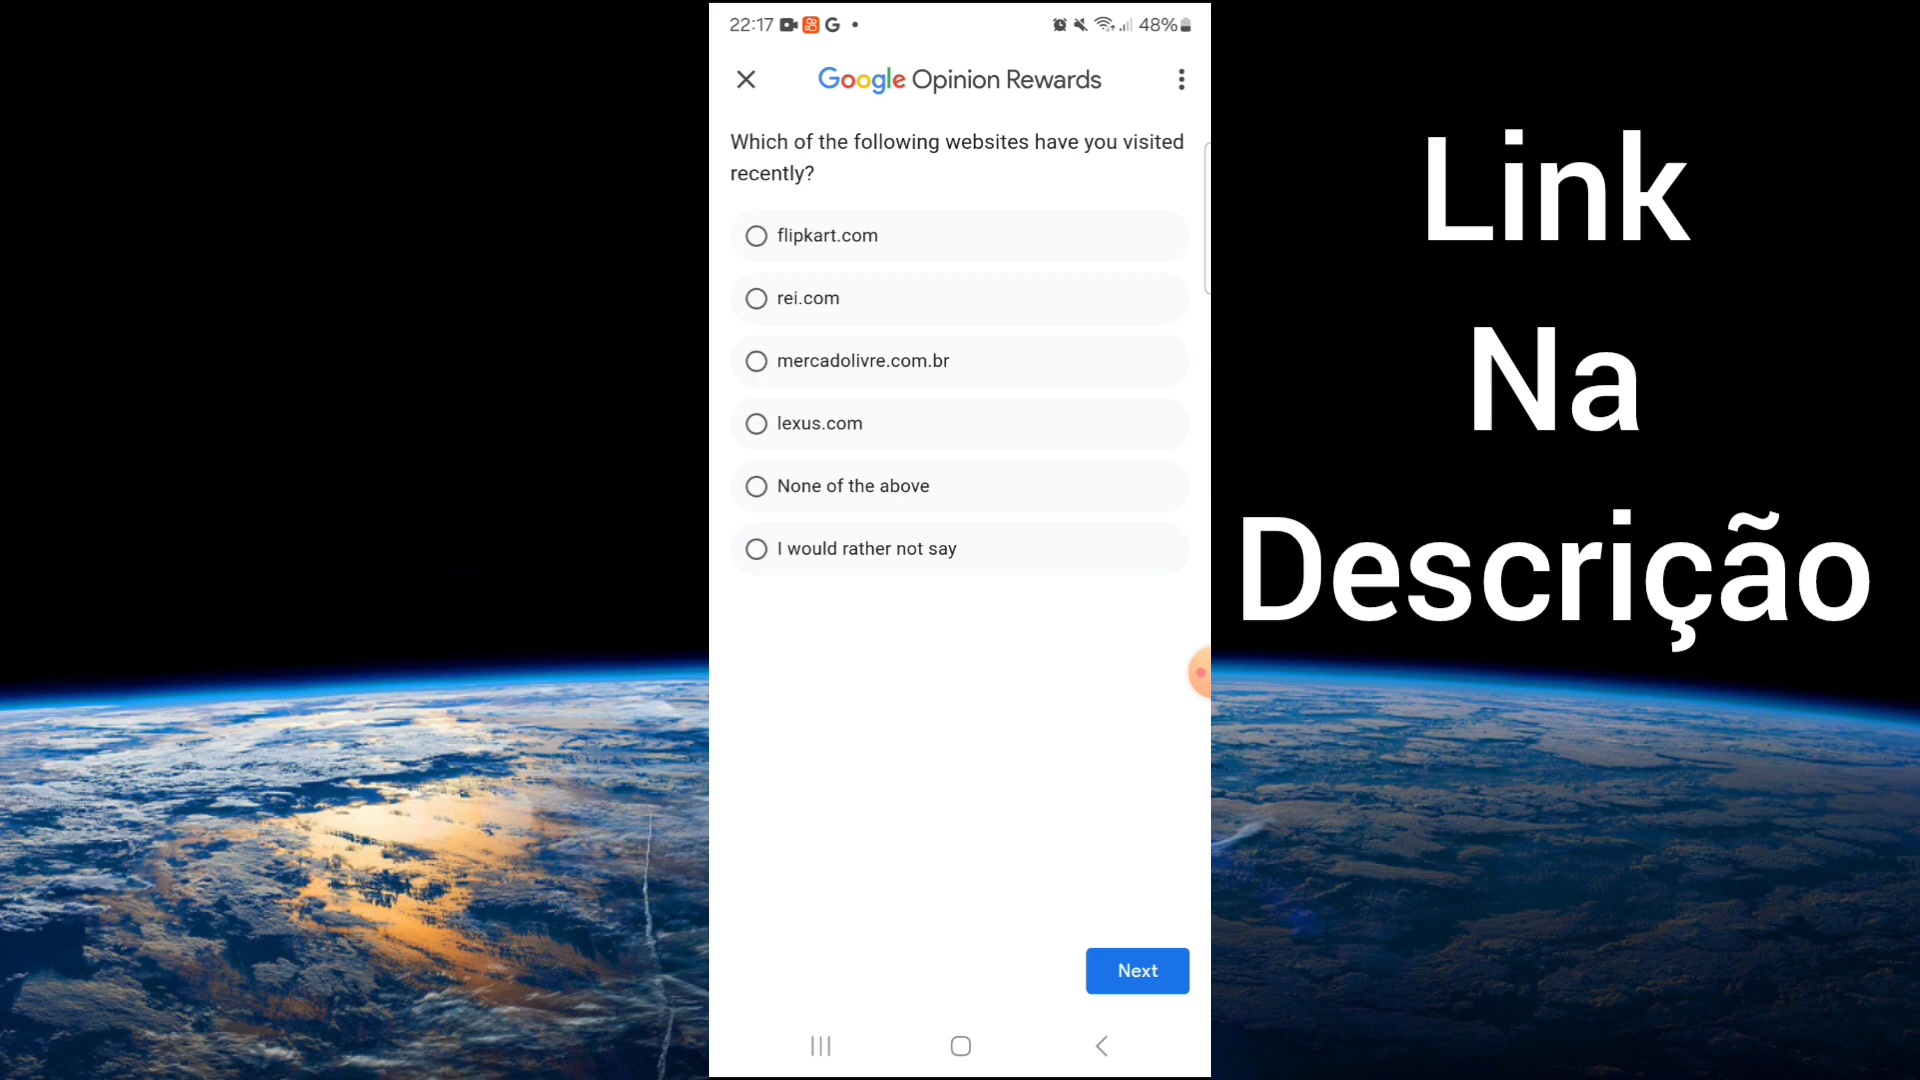 22:17
48%
Google Opinion Rewards
Which of the following websites have you visited
recently?
flipkart.com
rei.com
mercadolivre.com.br
lexus.com
None of the above
I would rather not say
Next
Link
Na
Descrição